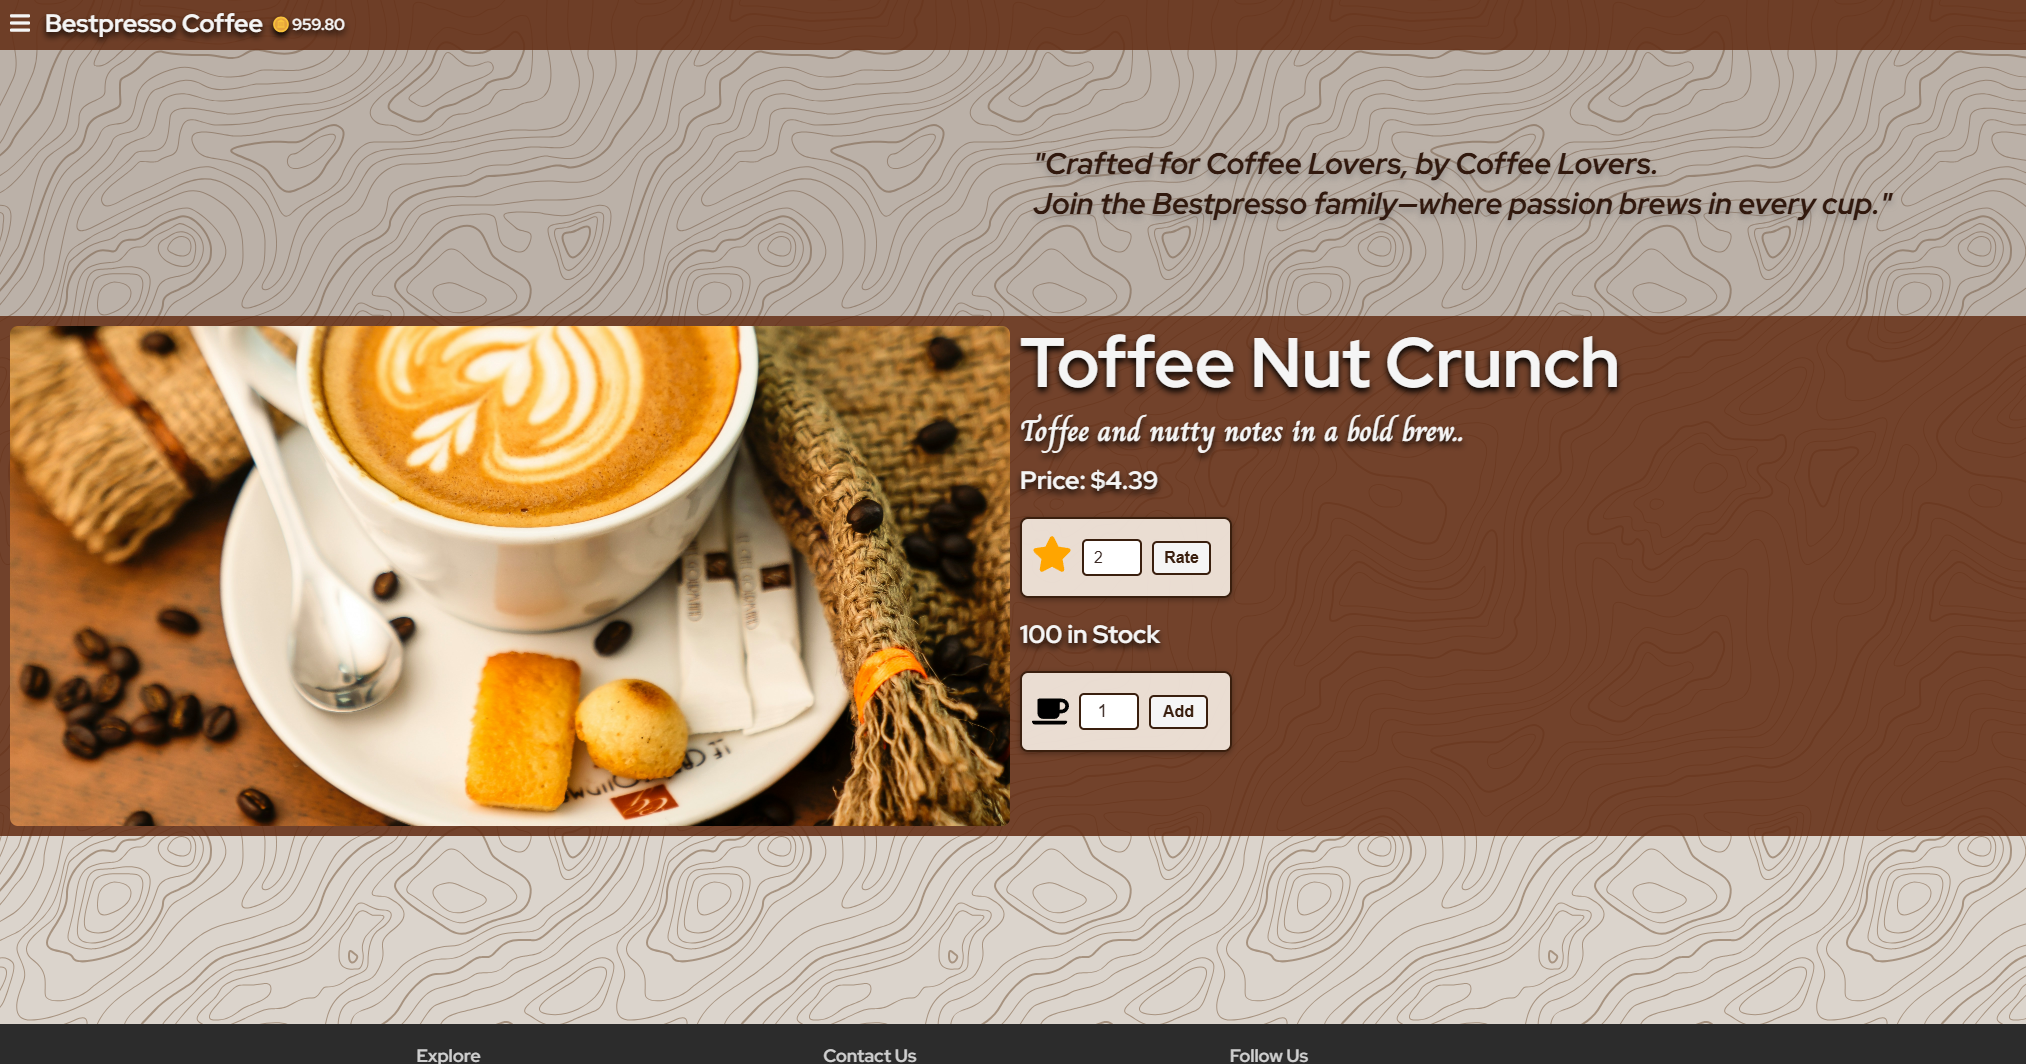 Bestpresso Coffee 959.80
"Crafted for Coffee Lovers, by Coffee Lovers.
Join the Bestpresso family—where passion brews in every cup."
Toffee Nut Crunch
Toffee and nutty notes in a bold brew..
Price: $4.39
2 Rate
100 in Stock
1 Add
Explore Contact Us Follow Us